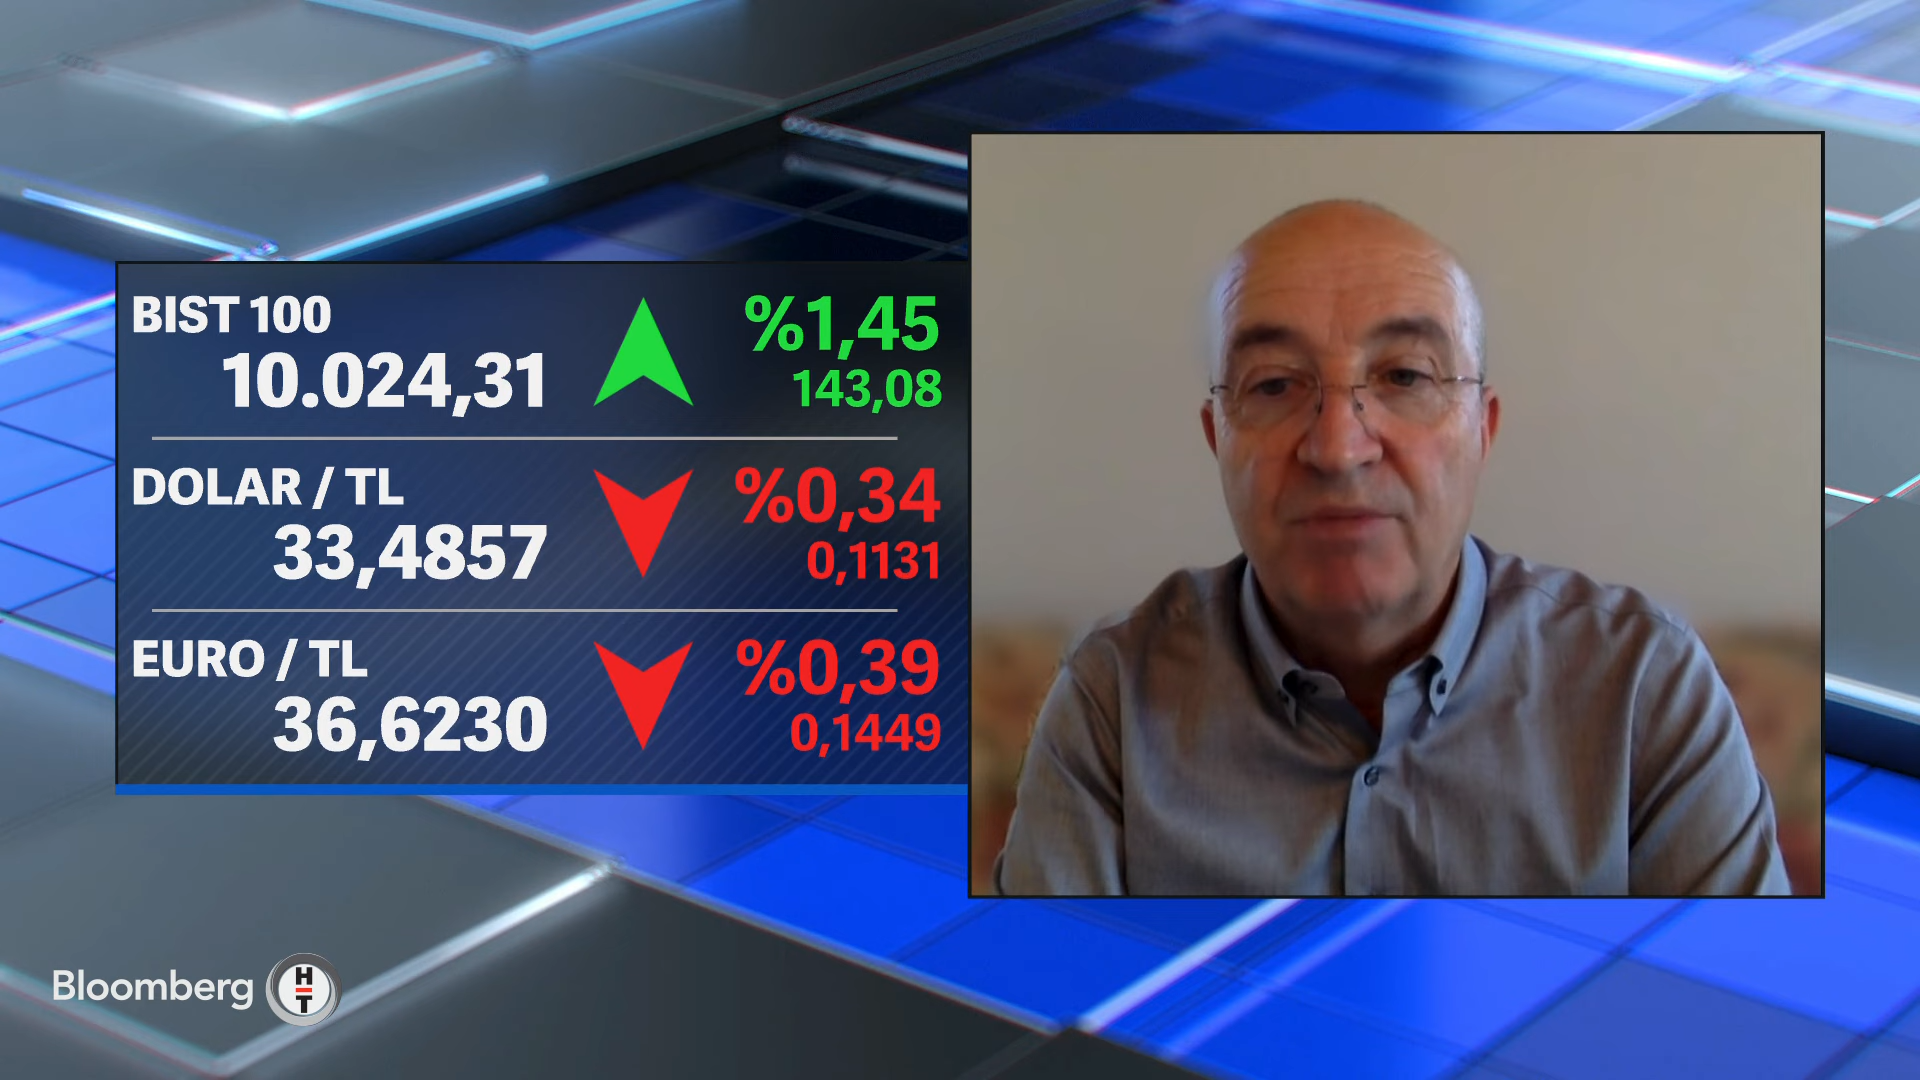 BIST 100
10.024,31
%1,45
143,08
DOLAR / TL
33,4857
%0,34
0,1131
EURO / TL
36,6230
%0,39
0,1449
Bloomberg HT